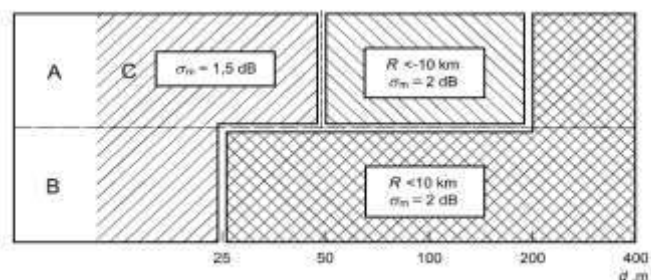 A
C
σm = 1,5 dB
R <-10 km
σm = 2 dB
B
R <10 km
σm = 2 dB
25 50 100 200 400
d ,m